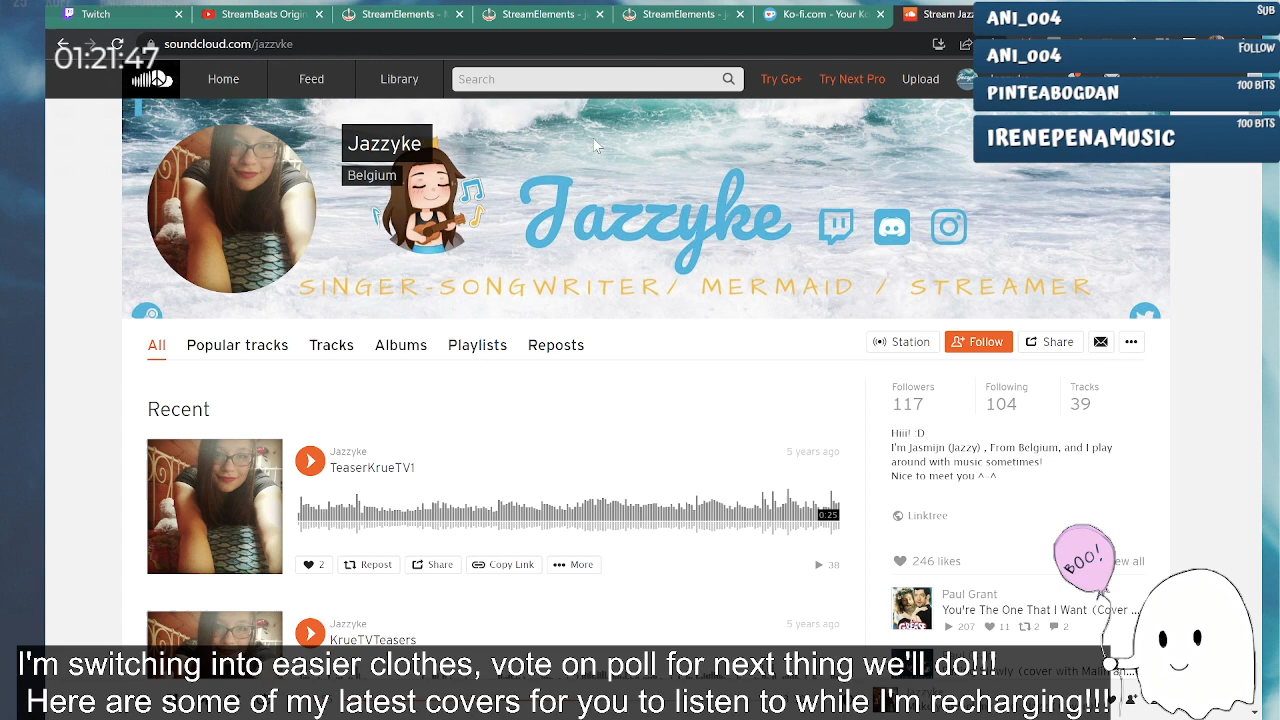 Twitch
StreamBeats Origin
StreamElements -
StreamElements -
StreamElements -
Ko-fi.com - Your Ko
Stream Jaz
soundcloud.com/jazzvke
01:21:47
Home
Feed
Library
Search
Try Go+
Try Next Pro
Upload
ANI_004
SUB
ANI_004
FOLLOW
PINTEABOGDAN
100 BITS
IRENEPENAMUSIC
100 BITS
Jazzyke
Belgium
Jazzyke
SINGER-SONGWRITER/ MERMAID / STREAMER
All
Popular tracks
Tracks
Albums
Playlists
Reposts
Station
Follow
Share
Recent
Followers
Following
Tracks
117
104
39
Hiii! :D
I'm Jasmijn (Jazzy) , From Belgium, and I play
around with music sometimes!
Nice to meet you ^-^
Linktree
246 likes
ew all
BOO!
Jazzyke
5 years ago
TeaserKrueTV1
0:25
2
Repost
Share
Copy Link
More
38
Paul Grant
You're The One That I Want (Cover ...
207
11
2
2
Jazzyke
5 years ago
KrueTVTeasers
I'm switching into easier clothes, vote on poll for next thing we'll do!!!
Here are some of my latest covers for you to listen to while I'm recharging!!!